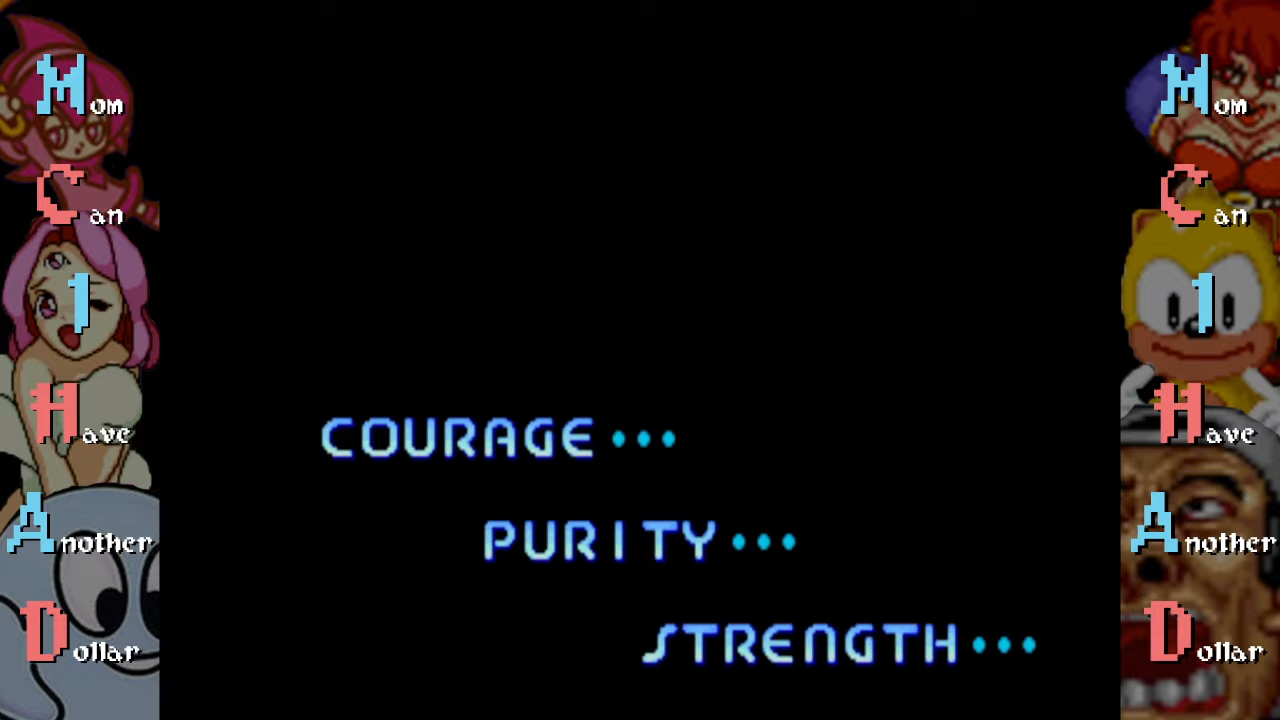 Mom
Can
I
Have
Another
Dollar
COURAGE...
PURITY...
STRENGTH...
Mom
Can
I
Have
Another
Dollar